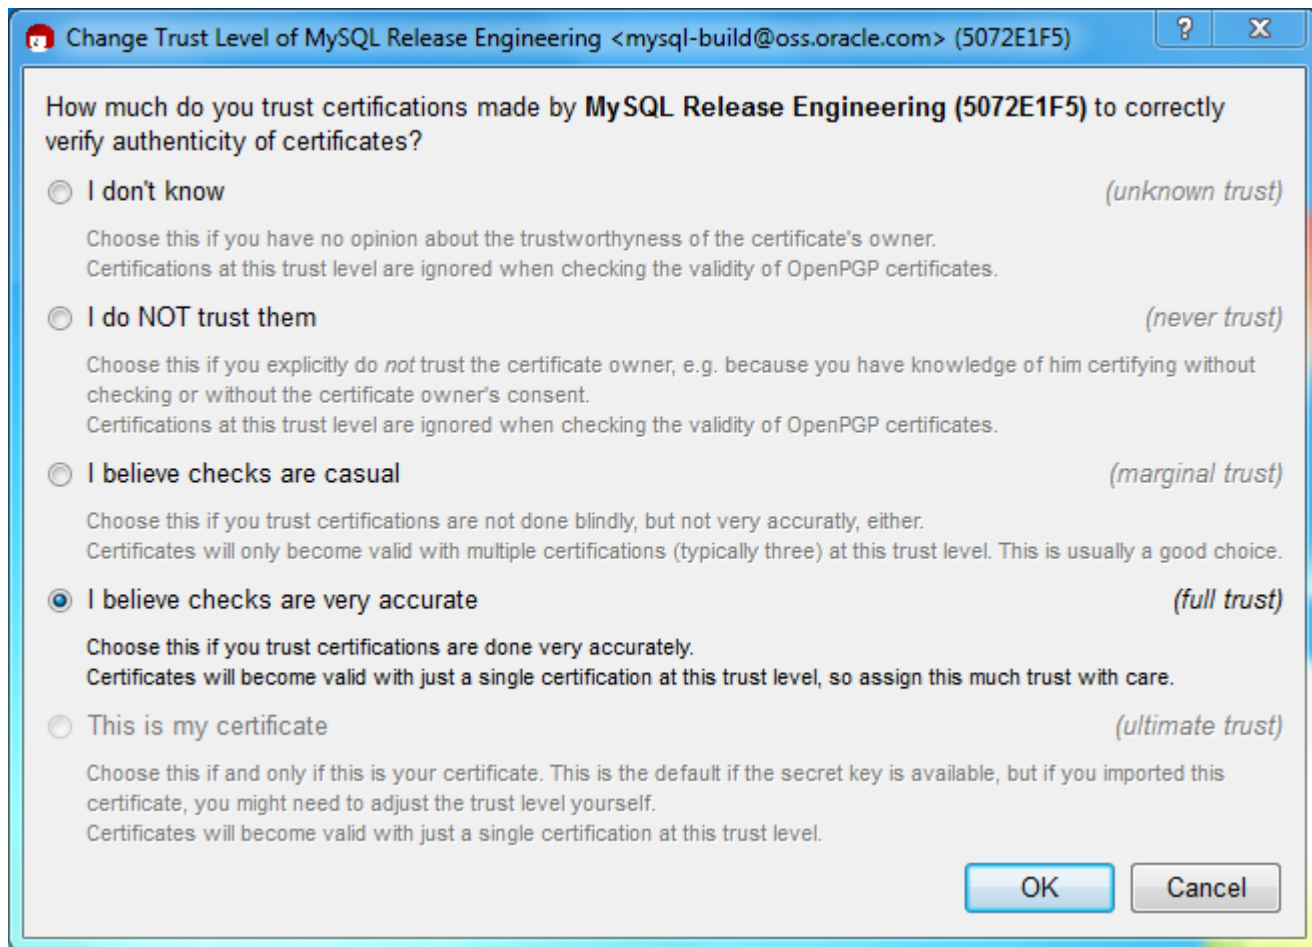 Change Trust Level of MySQL Release Engineering <mysql-build@oss.oracle.com> (5072E1F5)
How much do you trust certifications made by MySQL Release Engineering (5072E1F5) to correctly
verify authenticity of certificates?
I don't know (unknown trust)
Choose this if you have no opinion about the trustworthyness of the certificate's owner.
Certifications at this trust level are ignored when checking the validity of OpenPGP certificates.
I do NOT trust them (never trust)
Choose this if you explicitly do not trust the certificate owner, e.g. because you have knowledge of him certifying without
checking or without the certificate owner's consent.
Certifications at this trust level are ignored when checking the validity of OpenPGP certificates.
I believe checks are casual (marginal trust)
Choose this if you trust certifications are not done blindly, but not very accuratly, either.
Certificates will only become valid with multiple certifications (typically three) at this trust level. This is usually a good choice.
I believe checks are very accurate (full trust)
Choose this if you trust certifications are done very accurately.
Certificates will become valid with just a single certification at this trust level, so assign this much trust with care.
This is my certificate (ultimate trust)
Choose this if and only if this is your certificate. This is the default if the secret key is available, but if you imported this
certificate, you might need to adjust the trust level yourself.
Certificates will become valid with just a single certification at this trust level.
OK Cancel